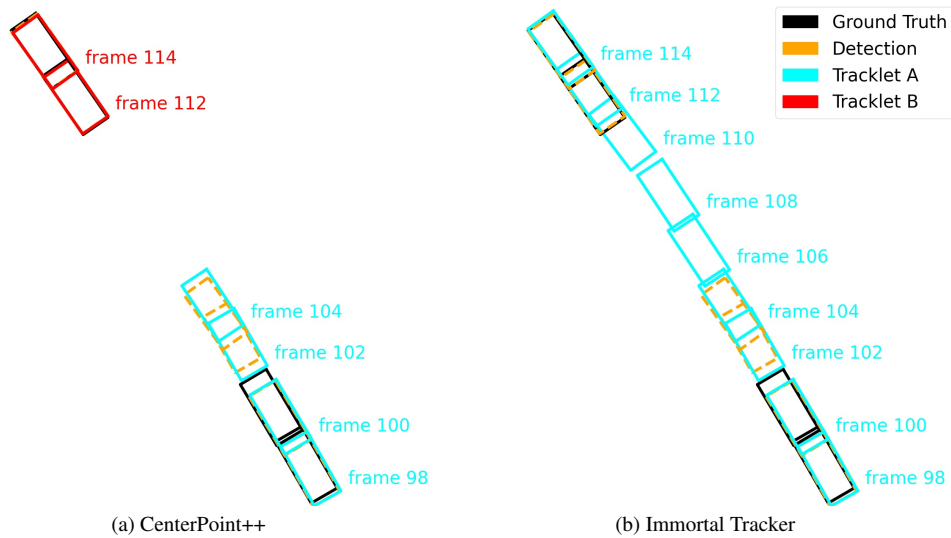 frame 114
frame 112
frame 104
frame 102
frame 100
frame 98
(a) CenterPoint++
frame 114
frame 112
frame 110
frame 108
frame 106
frame 104
frame 102
frame 100
frame 98
(b) Immortal Tracker
Ground Truth
Detection
Tracklet A
Tracklet B